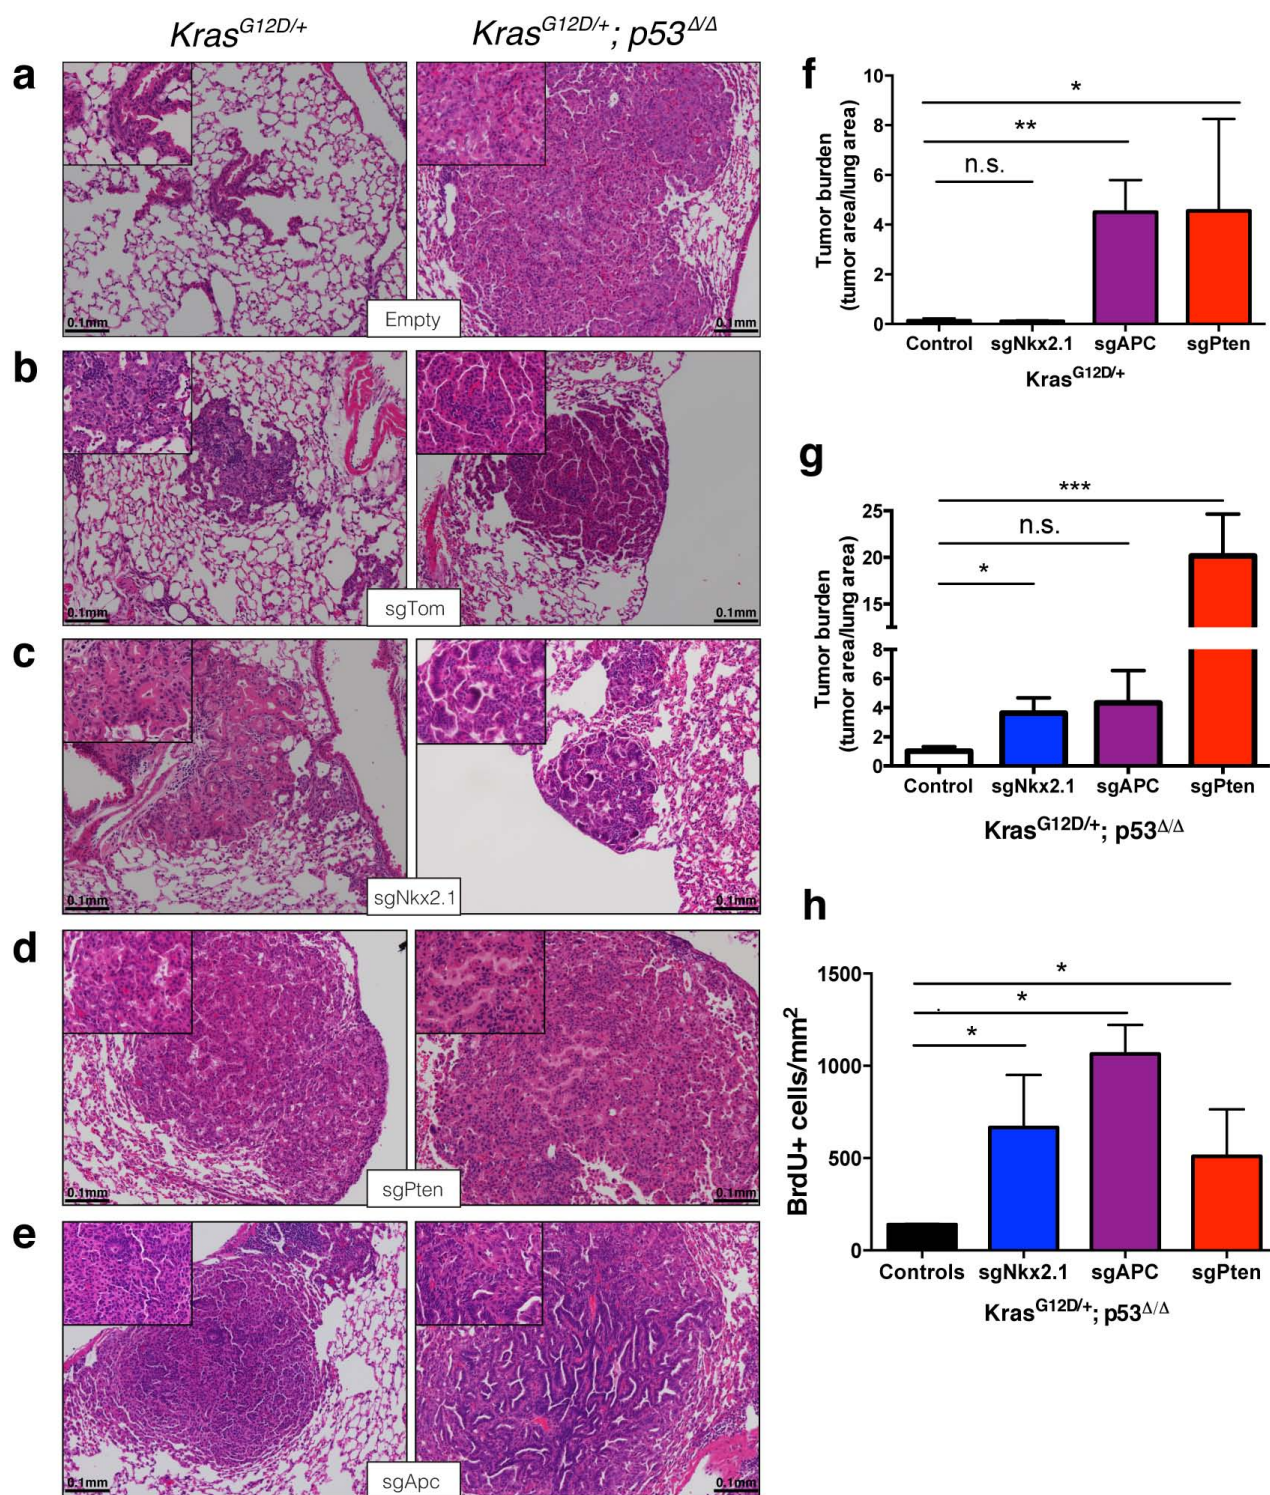 Kras^G12D/+
Kras^G12D/+; p53^Δ/Δ
a
0.1mm
0.1mm
Empty
b
0.1mm
0.1mm
sgTom
c
0.1mm
0.1mm
sgNkx2.1
d
0.1mm
0.1mm
sgPten
e
0.1mm
0.1mm
sgApc
f
Tumor burden
(tumor area/lung area)
10
8
6
4
2
0
*
**
n.s.
Control sgNkx2.1 sgAPC sgPten
Kras^G12D/+
g
Tumor burden
(tumor area/lung area)
25
20
15
8
6
4
2
0
***
n.s.
*
Control sgNkx2.1 sgAPC sgPten
Kras^G12D/+; p53^Δ/Δ
h
BrdU+ cells/mm²
1500
1000
500
0
*
*
*
Controls sgNkx2.1 sgAPC sgPten
Kras^G12D/+; p53^Δ/Δ